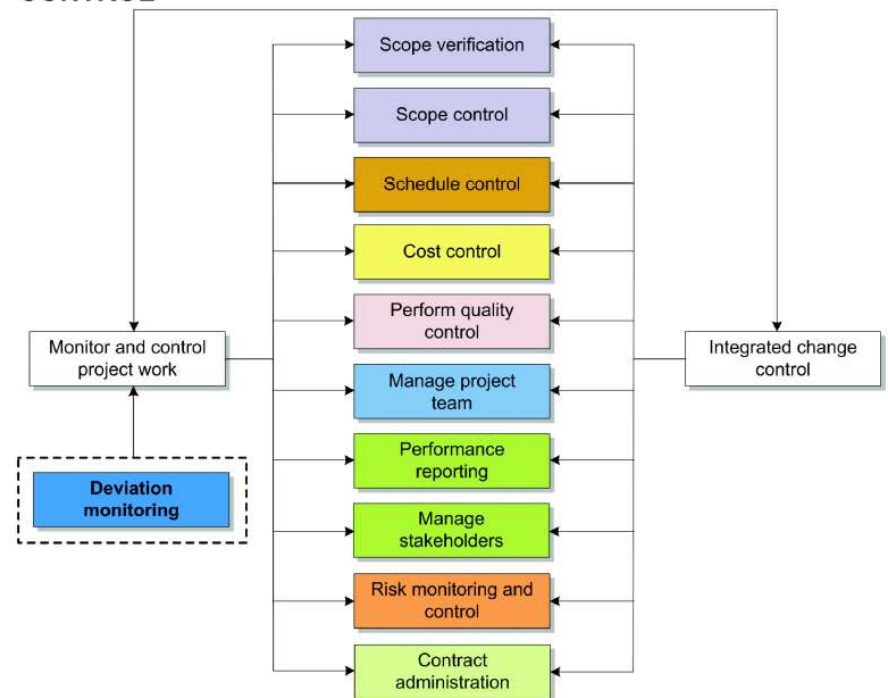 Scope verification
Scope control
Schedule control
Cost control
Perform quality
control
Monitor and control
project work
Integrated change
control
Manage project
team
Performance
reporting
Deviation
monitoring
Manage
stakeholders
Risk monitoring and
control
Contract
administration